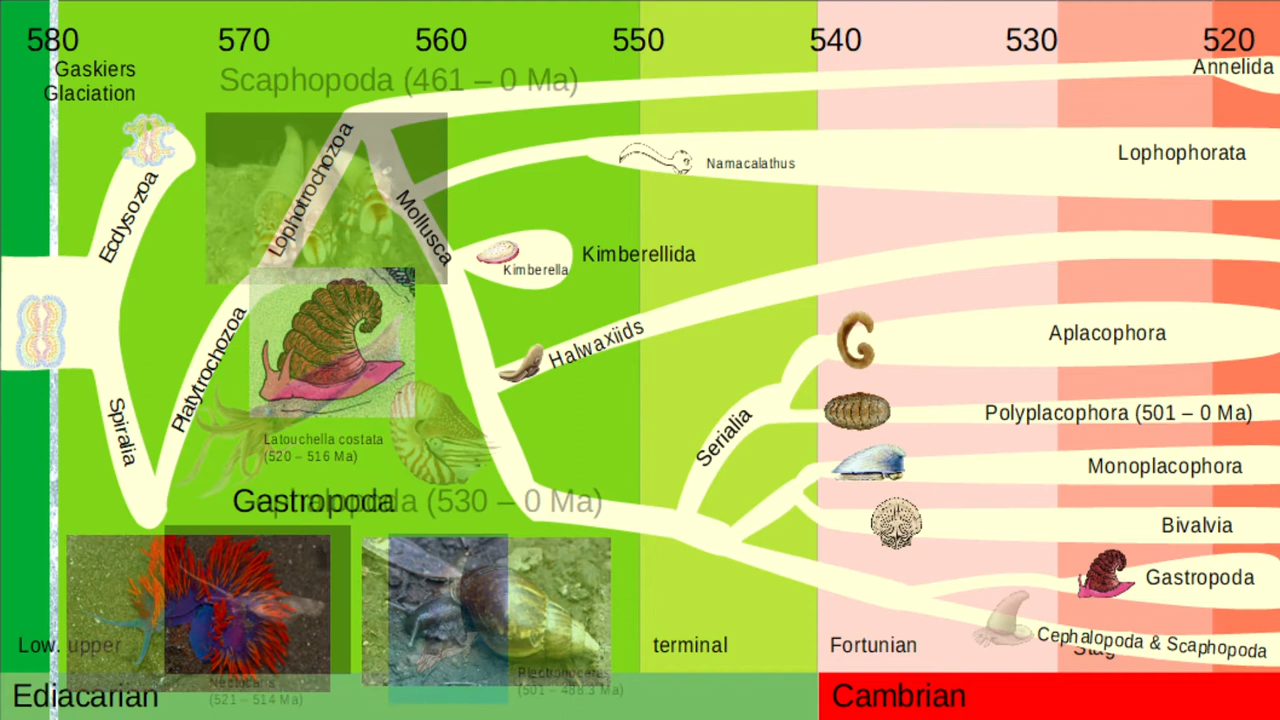 580 570 560 550 540 530 520
Gaskiers
Glaciation
Scaphopoda (461 – 0 Ma)
Annelida
Lophophorata
Namacalathus
Ecdysozoa
Lophotrochozoa
Mollusca
Kimberella
Kimberellida
Halwaxiids
Platytrochozoa
Spiralia
Aplacophora
Serialia
Polyplacophora (501 – 0 Ma)
Latouchella costata
(520 – 516 Ma)
Monoplacophora
Gastropoda
(530 – 0 Ma)
Bivalvia
Gastropoda
Cephalopoda & Scaphopoda
Low. upper
terminal
Fortunian
Nectocaris
(521 – 514 Ma)
Plectronoceras
(501 – 488.3 Ma)
Ediacarian
Cambrian